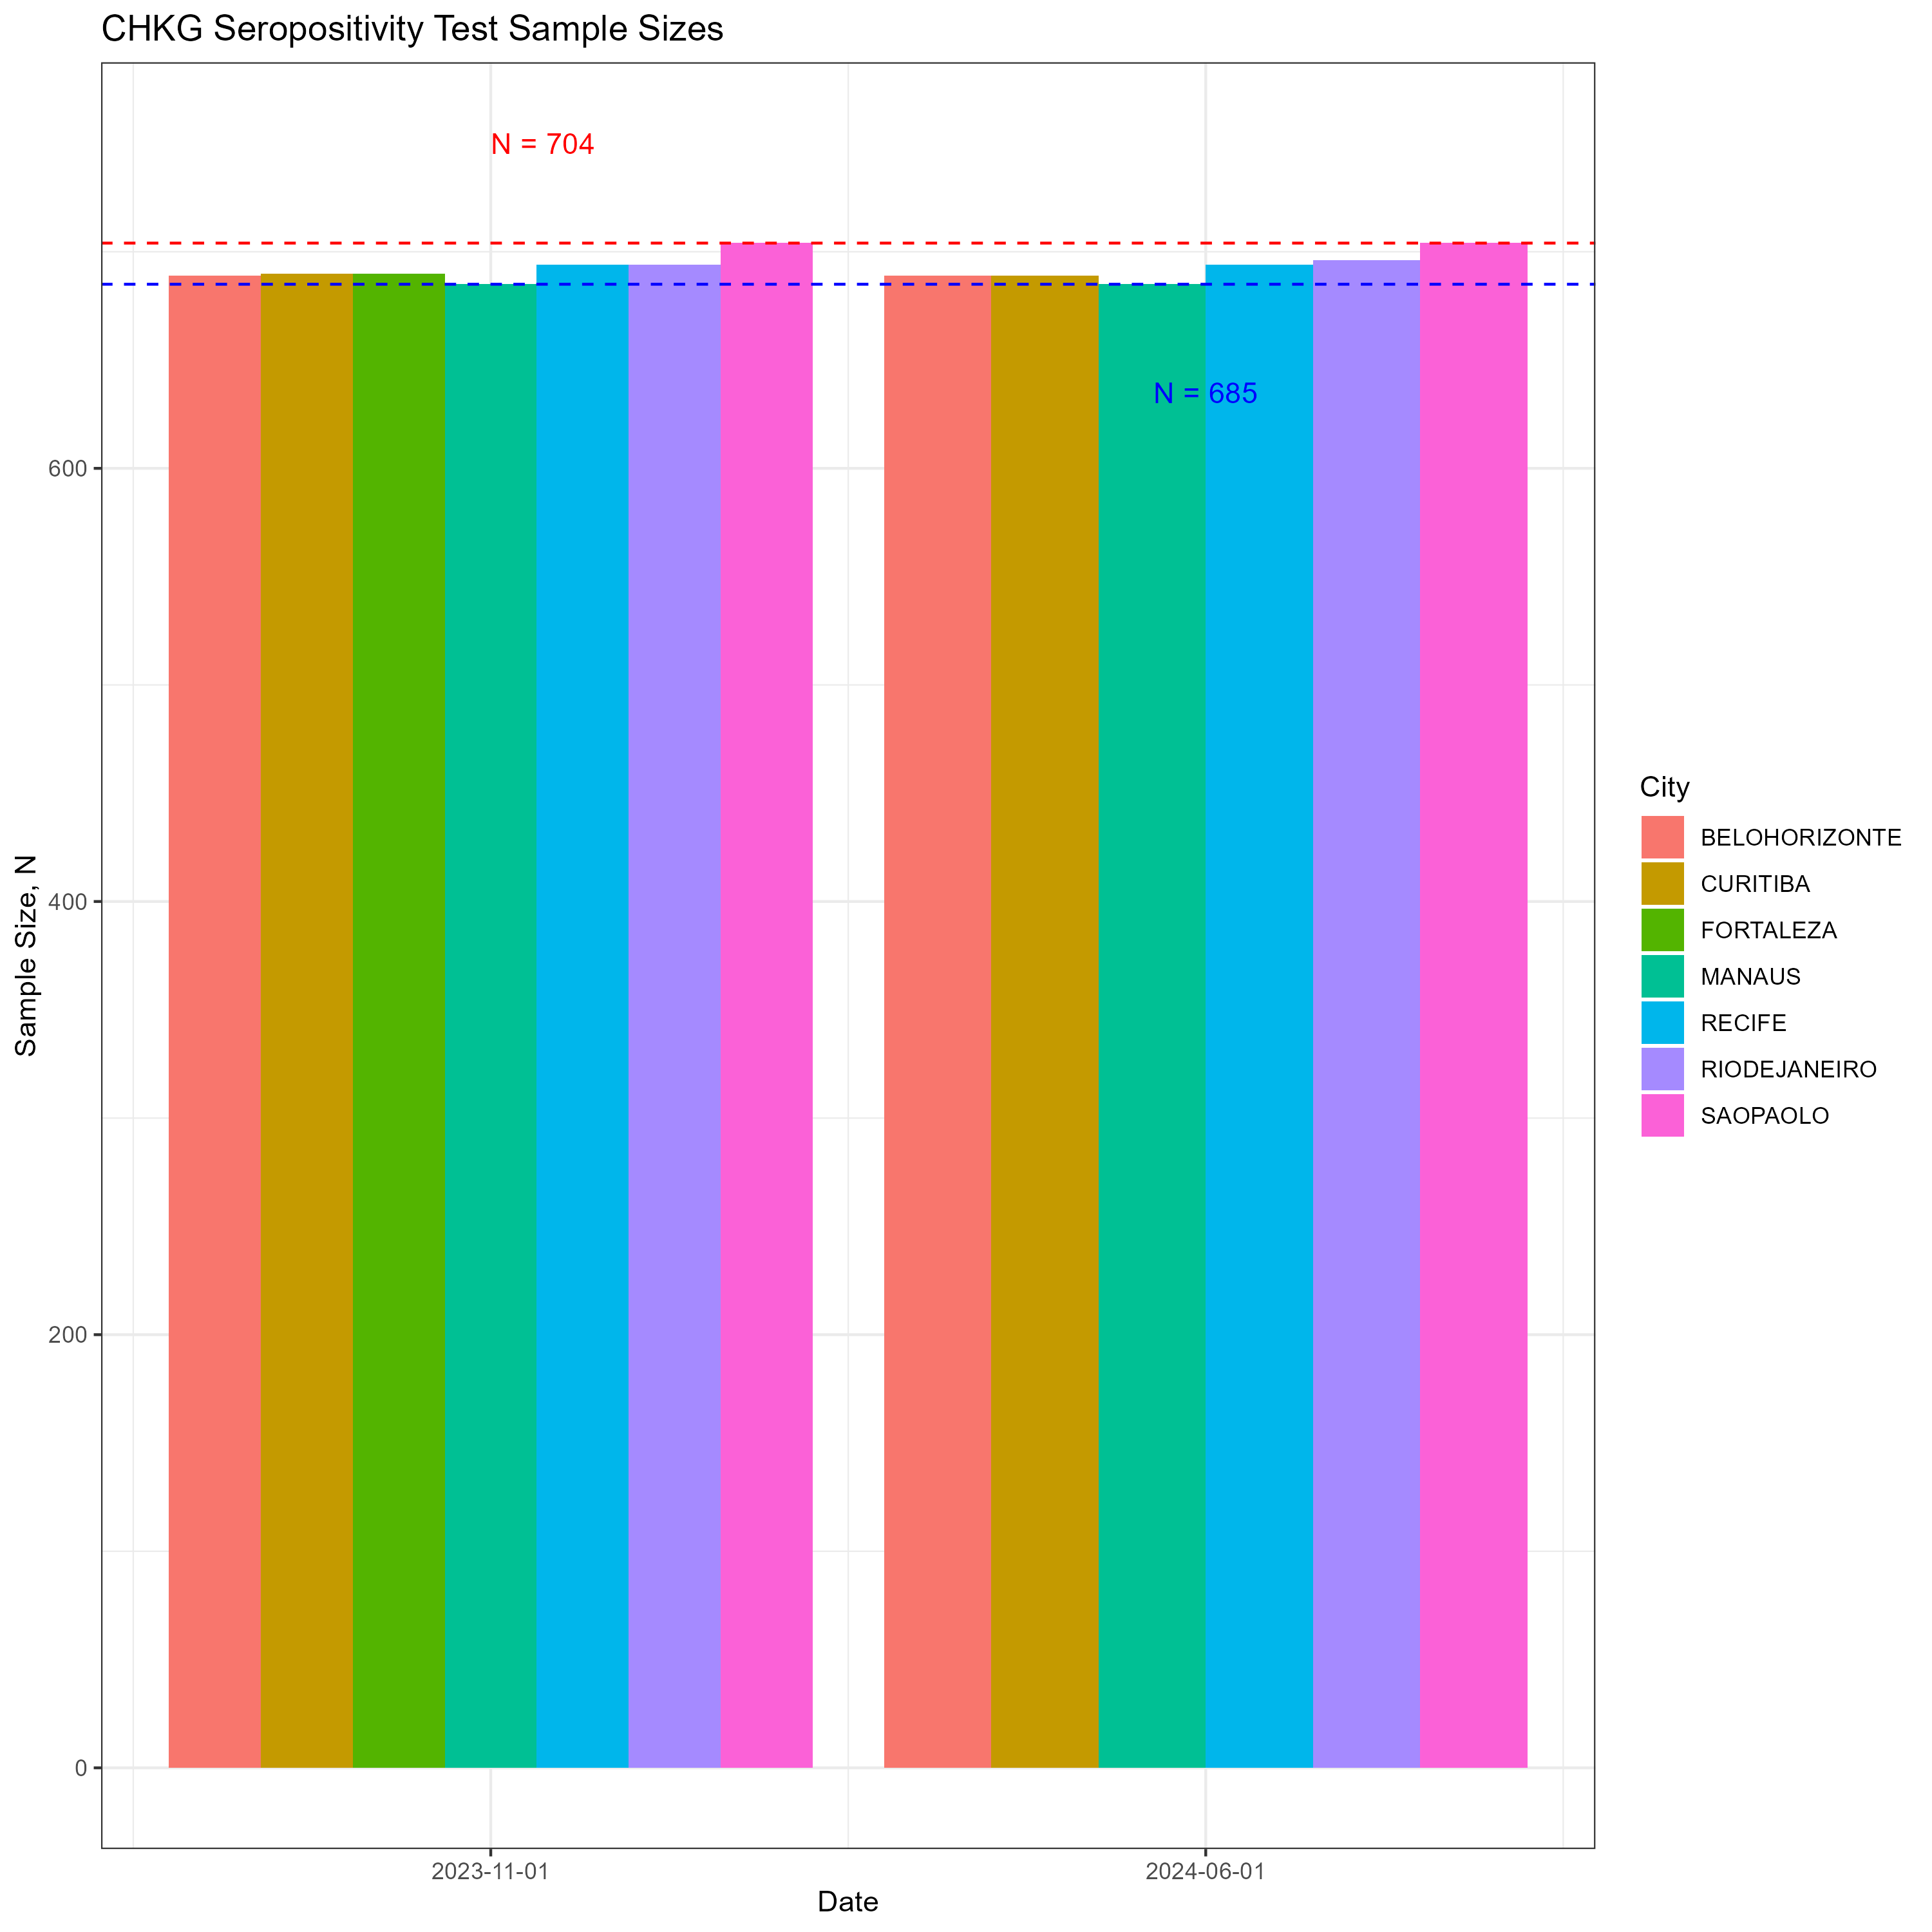 CHKG Seropositivity Test Sample Sizes
N = 704
N = 685
600
400
200
0
Sample Size, N
2023-11-01
2024-06-01
Date
City
BELOHORIZONTE
CURITIBA
FORTALEZA
MANAUS
RECIFE
RIODEJANEIRO
SAOPAOLO